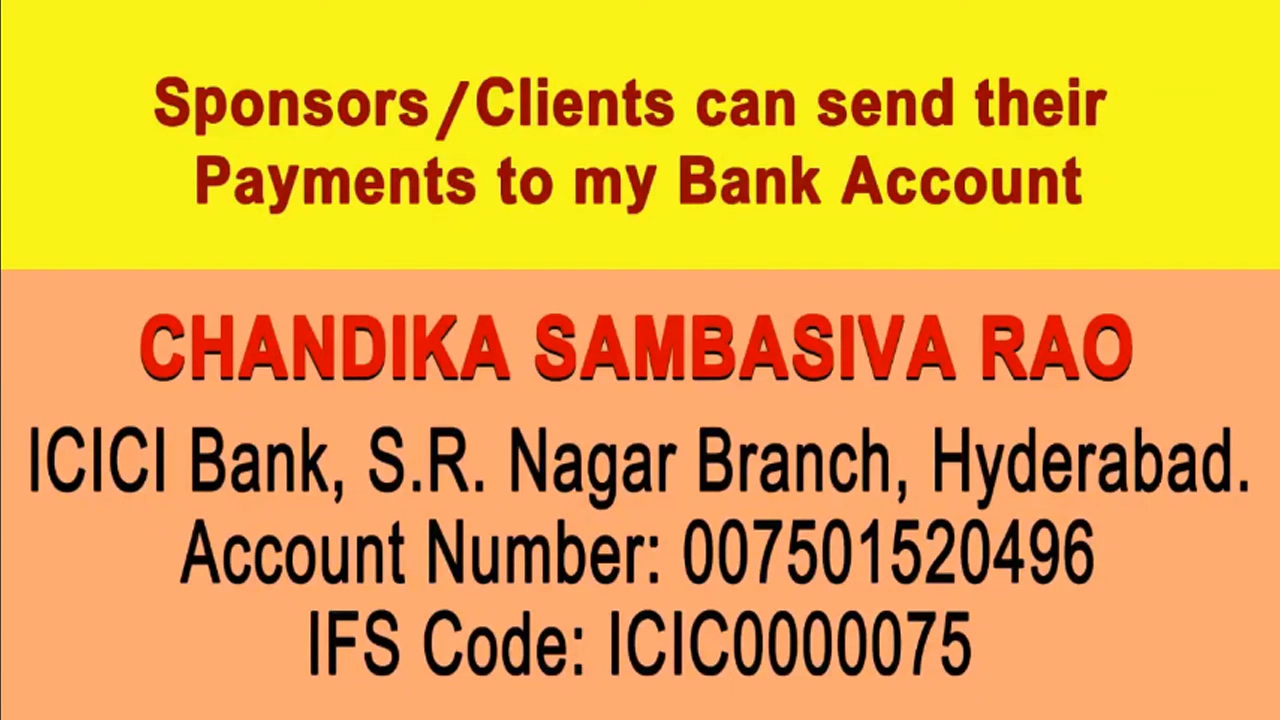 Sponsors/Clients can send their
Payments to my Bank Account
CHANDIKA SAMBASIVA RAO
ICICI Bank, S.R. Nagar Branch, Hyderabad.
Account Number: 007501520496
IFS Code: ICIC0000075